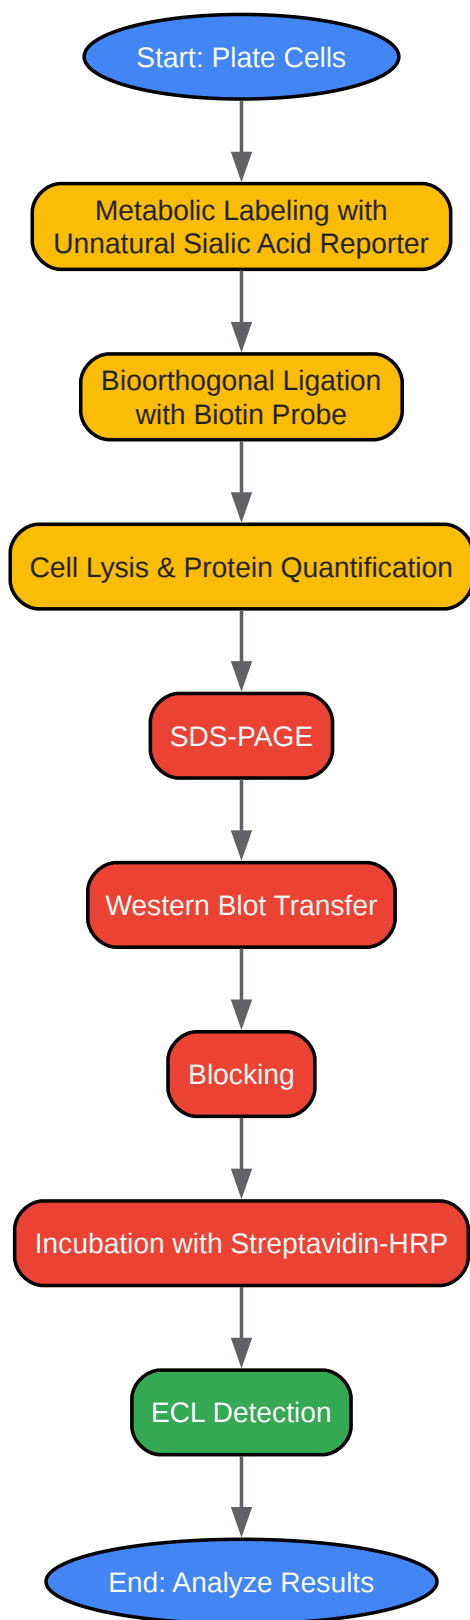 Start: Plate Cells
Metabolic Labeling with
Unnatural Sialic Acid Reporter
Bioorthogonal Ligation
with Biotin Probe
Cell Lysis & Protein Quantification
SDS-PAGE
Western Blot Transfer
Blocking
Incubation with Streptavidin-HRP
ECL Detection
End: Analyze Results